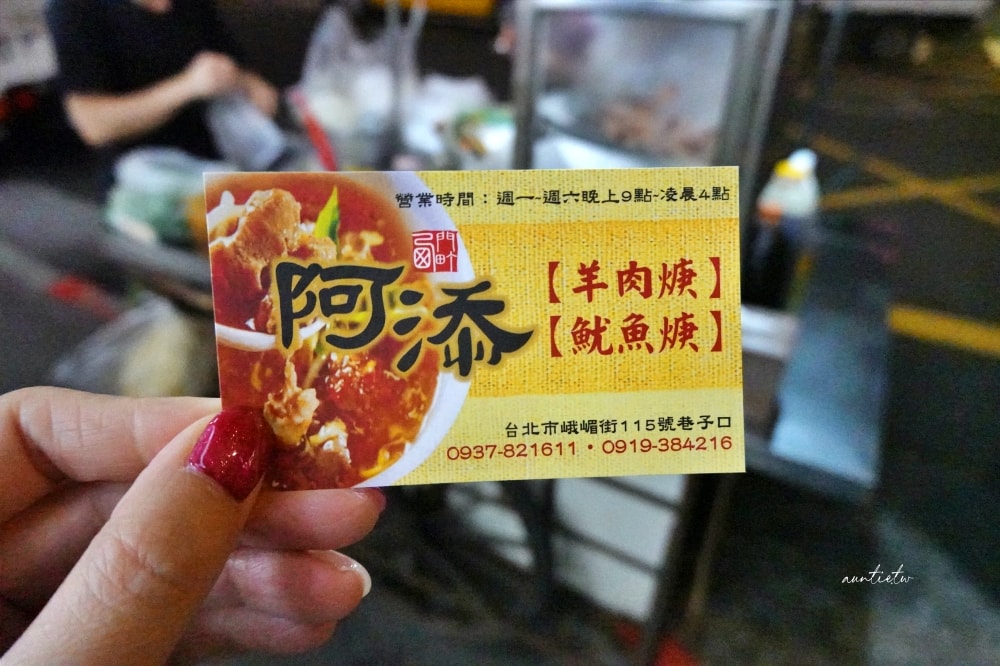 營業時間：週一~週六晚上9點~凌晨4點
西門町
阿添
【羊肉焿】
【魷魚焿】
台北市峨嵋街115號巷子口
0937-821611・0919-384216
auntie.tw